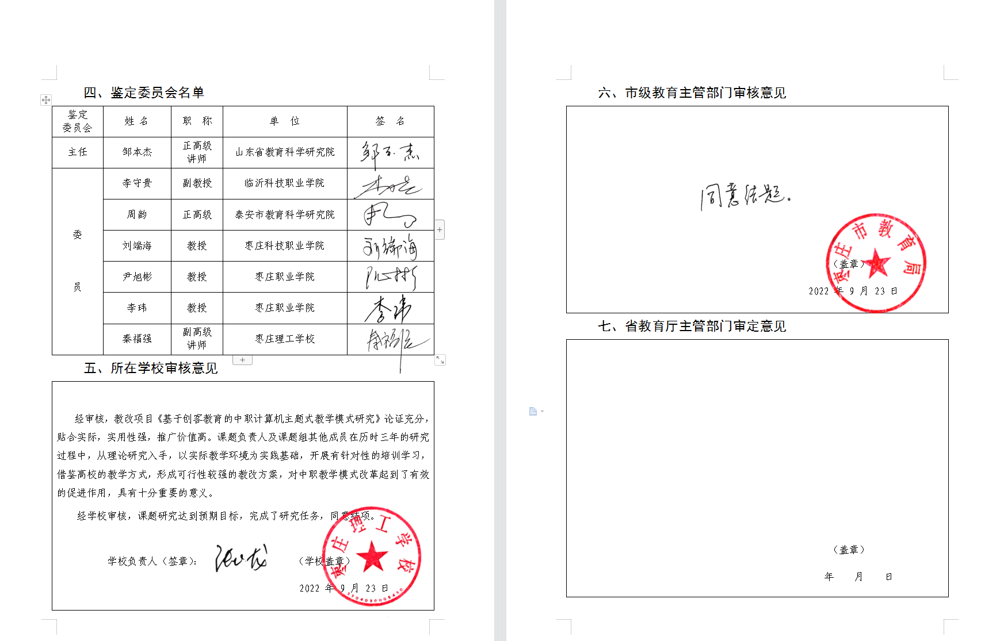 四、鉴定委员会名单
鉴定委员会 姓 名 职 称 单 位 签 名
主任 邹本杰 正高级讲师 山东省教育科学研究院 邹本杰
委员
李守贵 副教授 临沂科技职业学院
周韵 正高级 泰安市教育科学研究院
刘端海 教授 枣庄科技职业学院 刘端海
尹旭彬 教授 枣庄职业学院
李玮 教授 枣庄职业学院 李玮
秦福强 副高级讲师 枣庄理工学校 秦福强
五、所在学校审核意见
经审核，教改项目《基于创客教育的中职计算机主题式教学模式研究》论证充分，
贴合实际，实用性强，推广价值高。课题负责人及课题组其他成员在历时三年的研究
过程中，从理论研究入手，以实际教学环境为实践基础，开展有针对性的培训学习，
借鉴高校的教学方式，形成可行性较强的教改方案，对中职教学模式改革起到了有效
的促进作用，具有十分重要的意义。
经学校审核，课题研究达到预期目标，完成了研究任务，同意结项。
学校负责人（签章）： （学校盖章）
枣庄理工学校
2022 年 9 月 23 日
六、市级教育主管部门审核意见
同意结题。
枣庄市教育局
（盖章）
2022 年 9 月 23 日
七、省教育厅主管部门审定意见
（盖章）
年 月 日